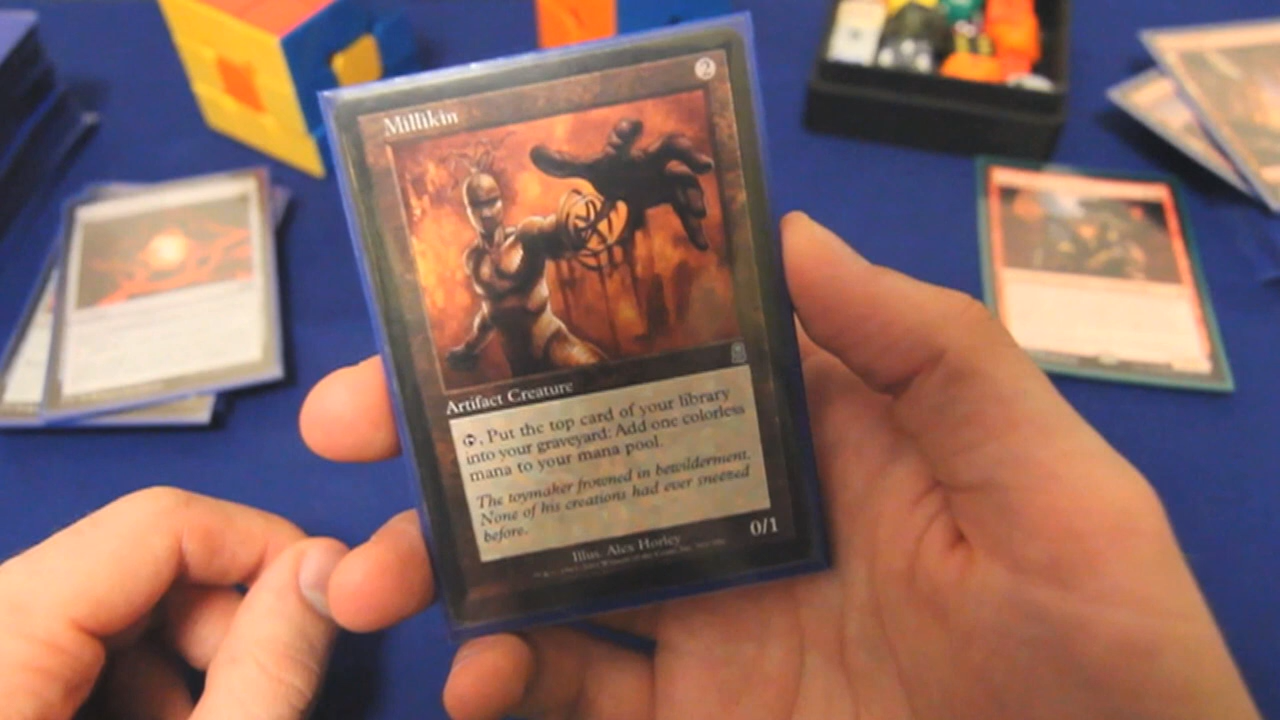 Millikin
2
Artifact Creature
, Put the top card of your library
into your graveyard: Add one colorless
mana to your mana pool.
The toymaker frowned in bewilderment.
None of his creations had ever sneezed
before.
0/1
Illus. Alex Horley